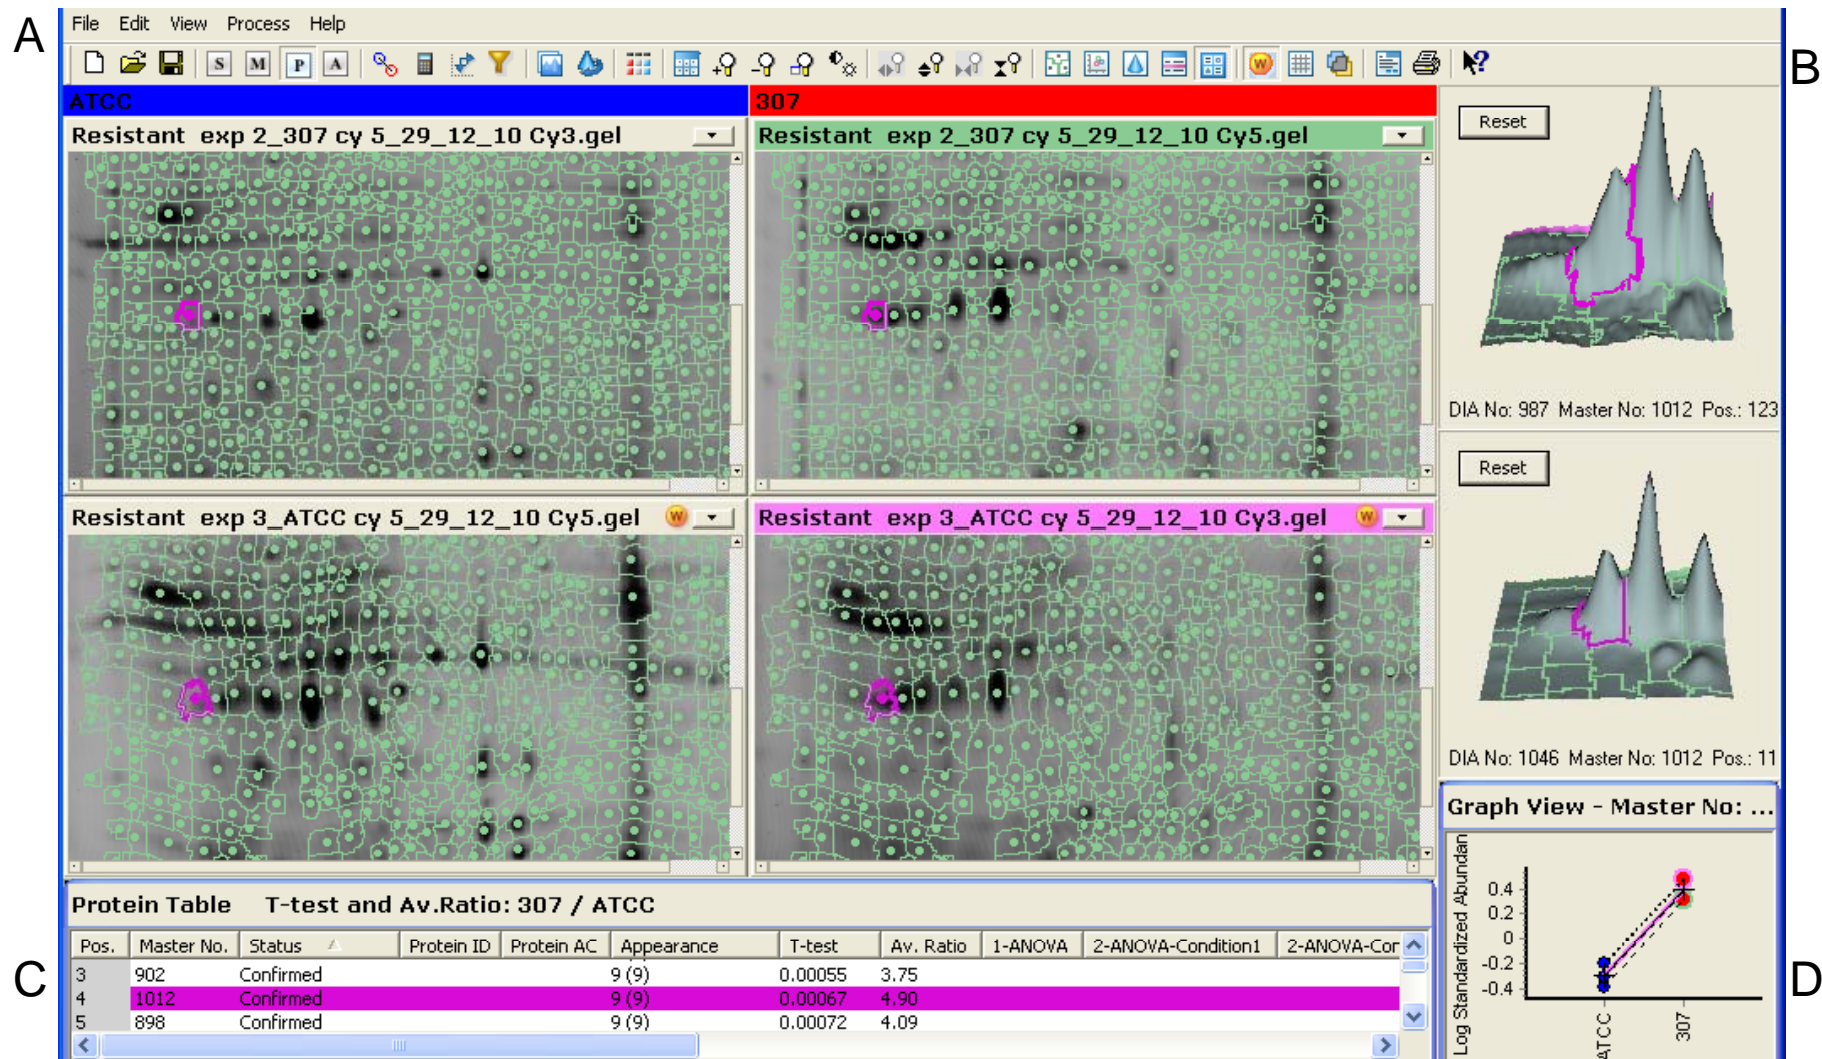 A
File Edit View Process Help
S M P A
W
?
B
ATCC
307
Resistant exp 2_307 cy 5_29_12_10 Cy3.gel
Resistant exp 2_307 cy 5_29_12_10 Cy5.gel
Reset
DIA No: 987 Master No: 1012 Pos.: 123
Resistant exp 3_ATCC cy 5_29_12_10 Cy5.gel W
Resistant exp 3_ATCC cy 5_29_12_10 Cy3.gel W
Reset
DIA No: 1046 Master No: 1012 Pos.: 11
C
Protein Table T-test and Av.Ratio: 307 / ATCC
Pos. Master No. Status Protein ID Protein AC Appearance T-test Av. Ratio 1-ANOVA 2-ANOVA-Condition1 2-ANOVA-Cor
3 902 Confirmed 9 (9) 0.00055 3.75
4 1012 Confirmed 9 (9) 0.00067 4.90
5 898 Confirmed 9 (9) 0.00072 4.09
Graph View - Master No: ...
Log Standardized Abundan
0.4
0.2
0
-0.2
-0.4
ATCC
307
D